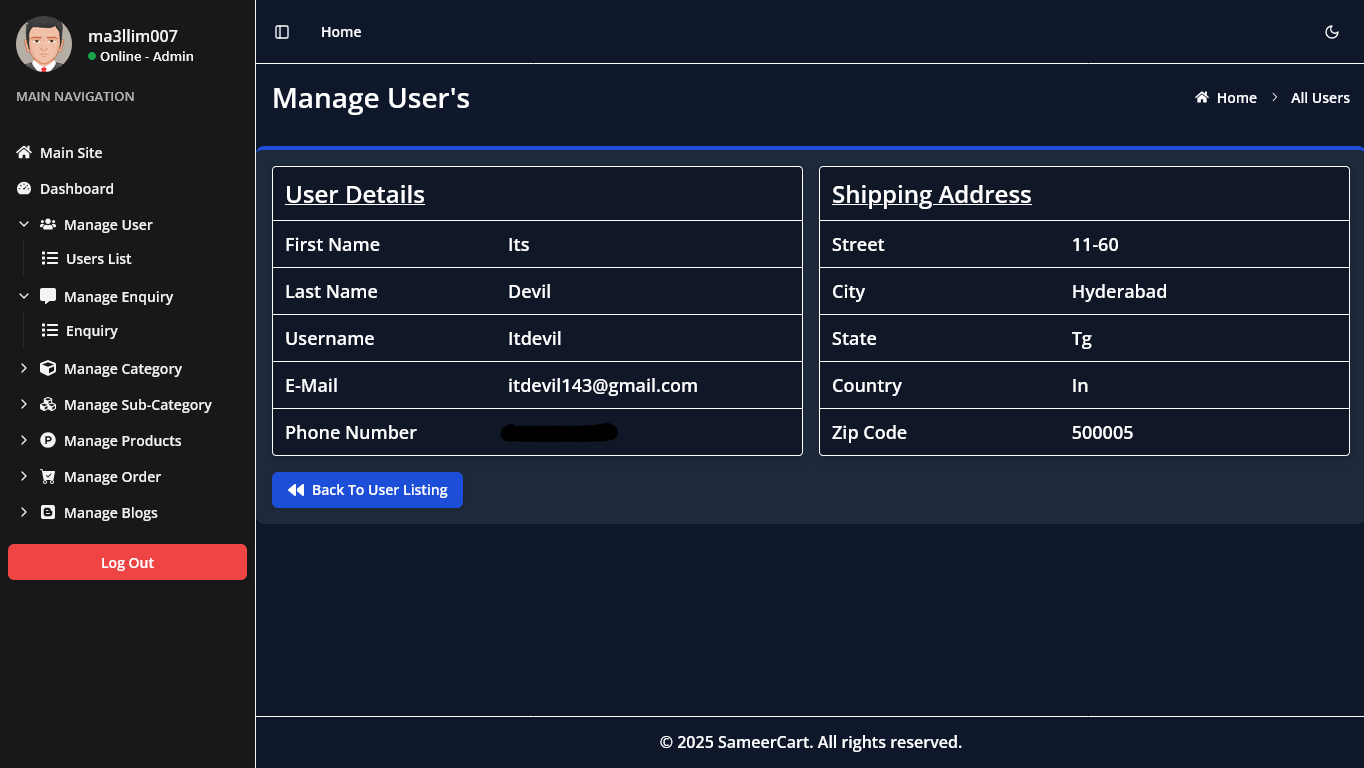 ma3llim007
Online - Admin
MAIN NAVIGATION
Main Site
Dashboard
Manage User
Users List
Manage Enquiry
Enquiry
Manage Category
Manage Sub-Category
Manage Products
Manage Order
Manage Blogs
Log Out
Home
Manage User's
Home > All Users
User Details
First Name Its
Last Name Devil
Username Itdevil
E-Mail itdevil143@gmail.com
Phone Number
Back To User Listing
Shipping Address
Street 11-60
City Hyderabad
State Tg
Country In
Zip Code 500005
© 2025 SameerCart. All rights reserved.